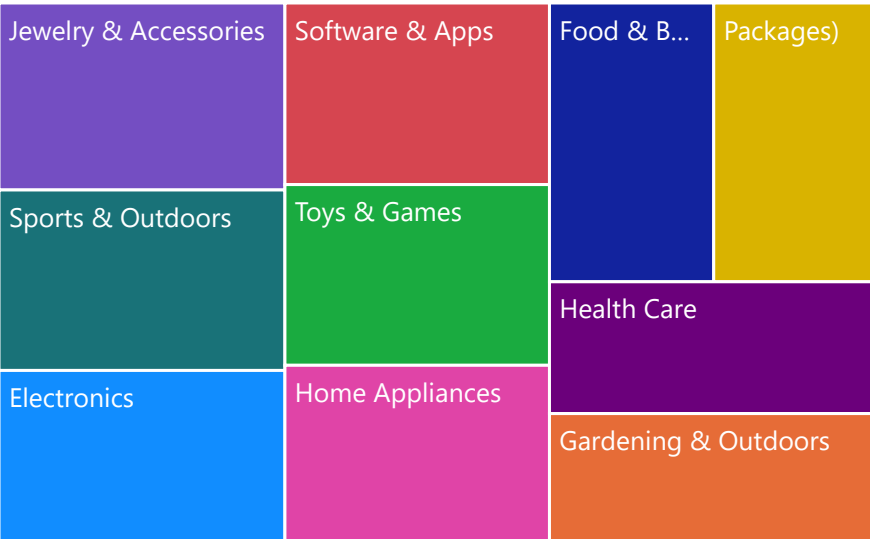 Jewelry & Accessories
Software & Apps
Food & B...
Packages)
Sports & Outdoors
Toys & Games
Health Care
Electronics
Home Appliances
Gardening & Outdoors